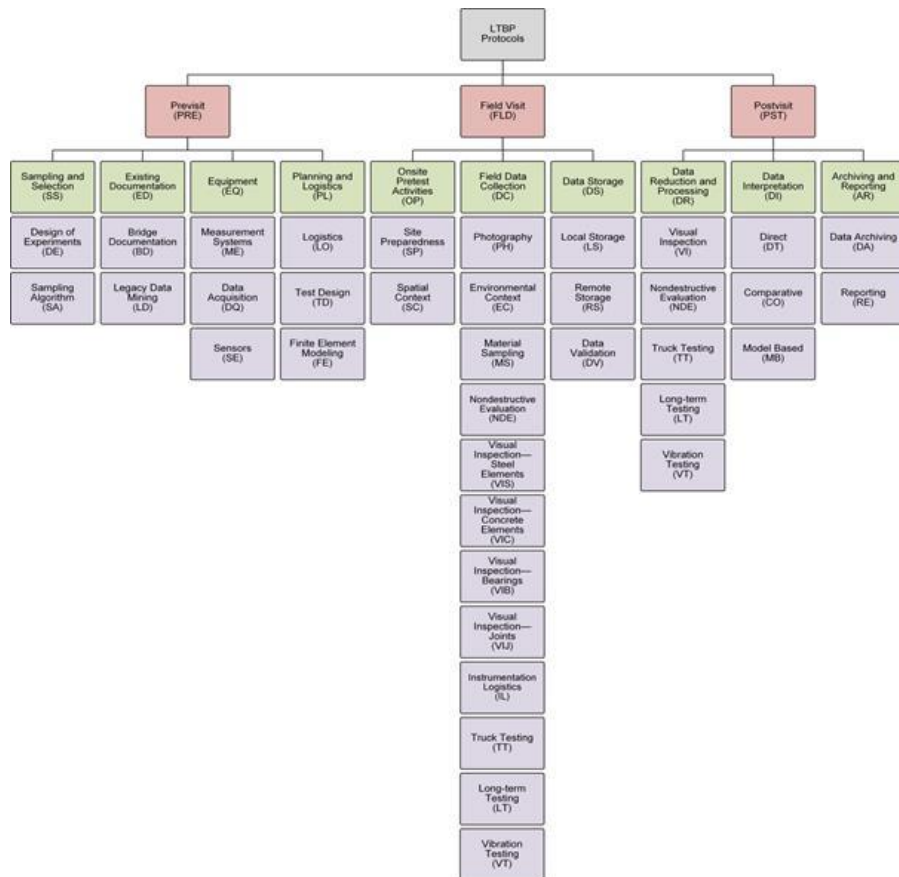 LTBP
Protocols
Previsit
(PRE)
Field Visit
(FLD)
Postvisit
(PST)
Sampling and
Selection
(SS)
Existing
Documentation
(ED)
Equipment
(EQ)
Planning and
Logistics
(PL)
Onsite
Pretest
Activities
(OP)
Field Data
Collection
(DC)
Data Storage
(DS)
Data
Reduction and
Processing
(DR)
Data
Interpretation
(DI)
Archiving and
Reporting
(AR)
Design of
Experiments
(DE)
Bridge
Documentation
(BD)
Measurement
Systems
(ME)
Logistics
(LO)
Site
Preparedness
(SP)
Photography
(PH)
Local Storage
(LS)
Visual
Inspection
(VI)
Direct
(DT)
Data Archiving
(DA)
Sampling
Algorithm
(SA)
Legacy Data
Mining
(LD)
Data
Acquisition
(DQ)
Test Design
(TD)
Spatial
Context
(SC)
Environmental
Context
(EC)
Remote
Storage
(RS)
Nondestructive
Evaluation
(NDE)
Comparative
(CO)
Reporting
(RE)
Sensors
(SE)
Finite Element
Modeling
(FE)
Material
Sampling
(MS)
Data
Validation
(DV)
Truck Testing
(TT)
Model Based
(MB)
Nondestructive
Evaluation
(NDE)
Long-term
Testing
(LT)
Visual
Inspection—
Steel Elements
(VIS)
Vibration
Testing
(VT)
Visual
Inspection—
Concrete Elements
(VIC)
Visual
Inspection—
Bearings
(VIB)
Visual
Inspection—
Joints
(VIJ)
Instrumentation
Logistics
(IL)
Truck Testing
(TT)
Long-term
Testing
(LT)
Vibration
Testing
(VT)